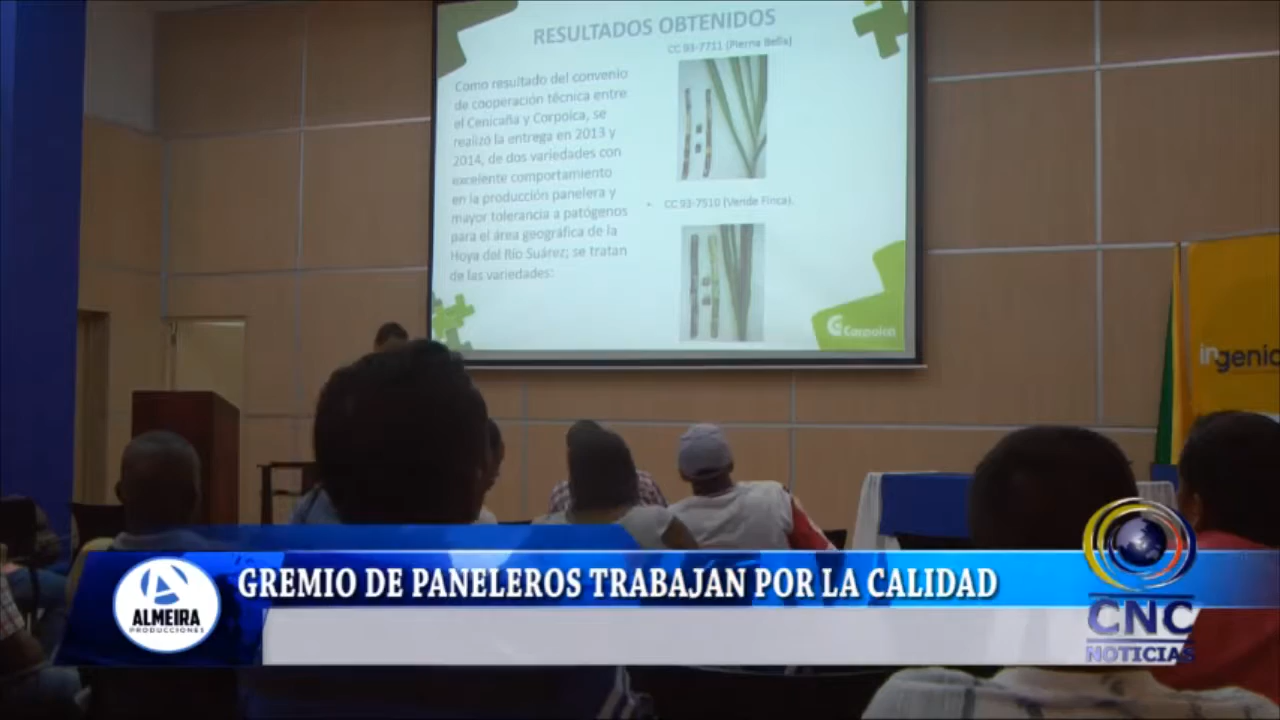 RESULTADOS OBTENIDOS
CC 93-7711 (Pierna Bella)
Como resultado del convenio
de cooperación técnica entre
el Cenicaña y Corpoica, se
realizó la entrega en 2013 y
2014, de dos variedades con
excelente comportamiento
en la producción panelera y
mayor tolerancia a patógenos
para el área geográfica de la
Hoya del Río Suárez; se tratan
de las variedades:
• CC 93-7510 (Vende Finca).
Corpoica
ingenio
GREMIO DE PANELEROS TRABAJAN POR LA CALIDAD
ALMEIRA
PRODUCCIONES
CNC
NOTICIAS